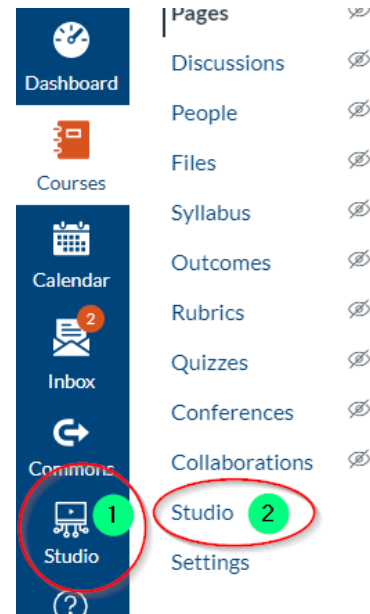 Dashboard
Courses
Calendar
2
Inbox
Commons
1
Studio
?
Pages
Discussions
People
Files
Syllabus
Outcomes
Rubrics
Quizzes
Conferences
Collaborations
Studio 2
Settings